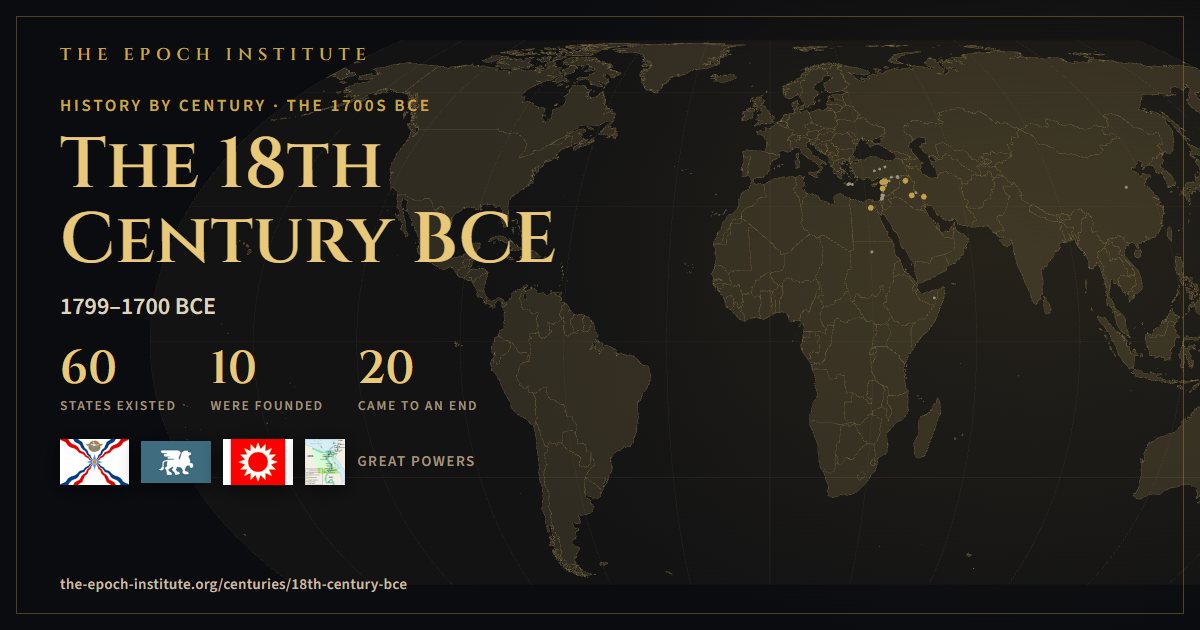 THE EPOCH INSTITUTE
HISTORY BY CENTURY · THE 1700S BCE
THE 18TH
CENTURY BCE
1799–1700 BCE
60 10 20
STATES EXISTED · WERE FOUNDED CAME TO AN END
GREAT POWERS
the-epoch-institute.org/centuries/18th-century-bce